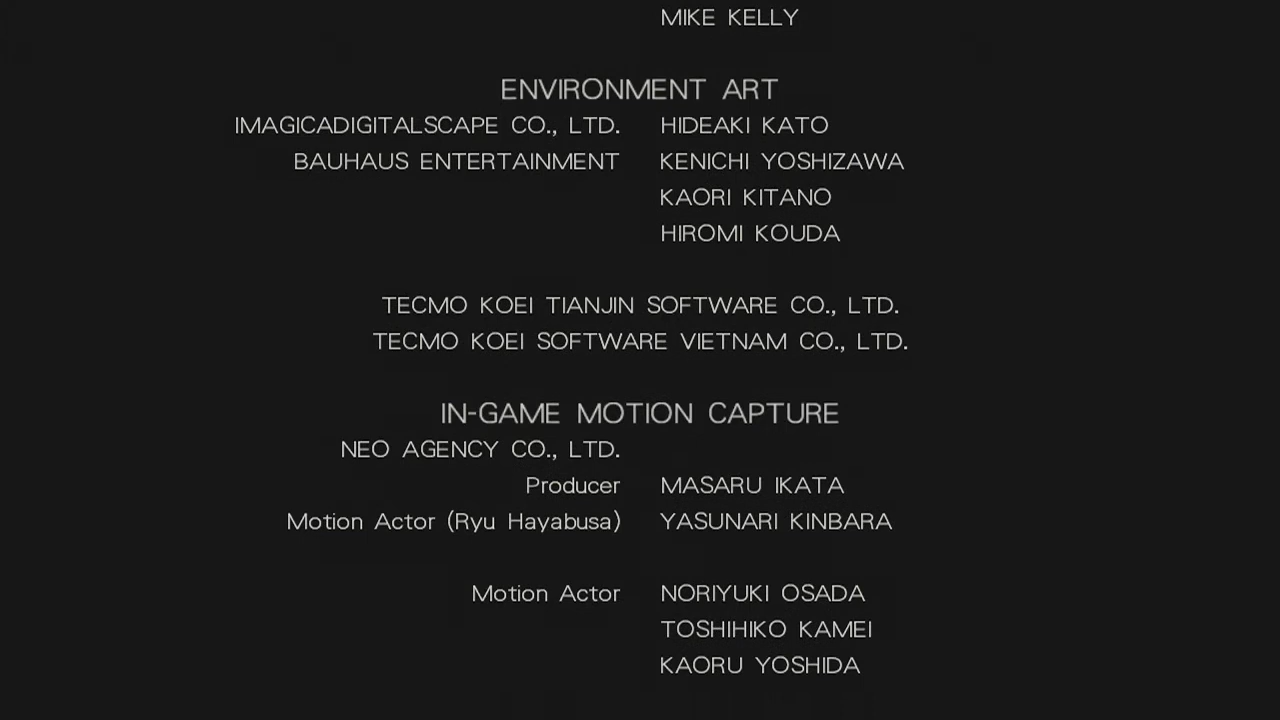 MIKE KELLY
ENVIRONMENT ART
IMAGICADIGITALSCAPE CO., LTD. HIDEAKI KATO
BAUHAUS ENTERTAINMENT KENICHI YOSHIZAWA
KAORI KITANO
HIROMI KOUDA
TECMO KOEI TIANJIN SOFTWARE CO., LTD.
TECMO KOEI SOFTWARE VIETNAM CO., LTD.
IN-GAME MOTION CAPTURE
NEO AGENCY CO., LTD.
Producer MASARU IKATA
Motion Actor (Ryu Hayabusa) YASUNARI KINBARA
Motion Actor NORIYUKI OSADA
TOSHIHIKO KAMEI
KAORU YOSHIDA